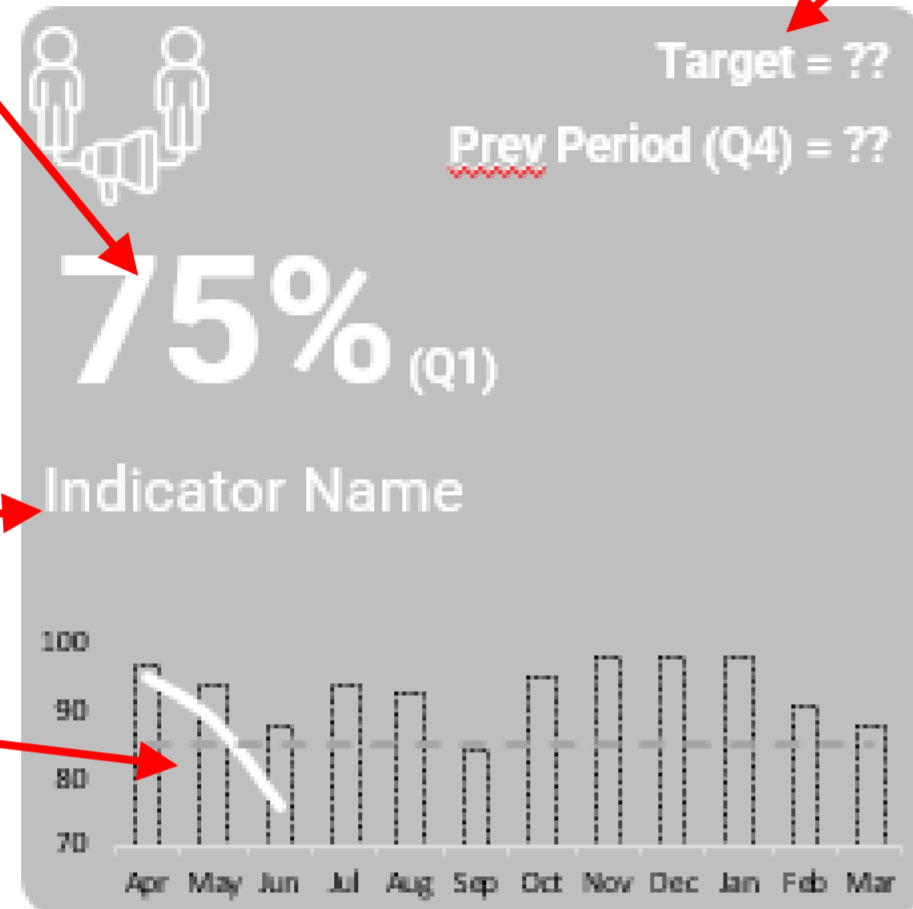 Target = ??
Prev Period (Q4) = ??
75% (Q1)
Indicator Name
100
90
80
70
Apr May Jun Jul Aug Sep Oct Nov Dec Jan Feb Mar